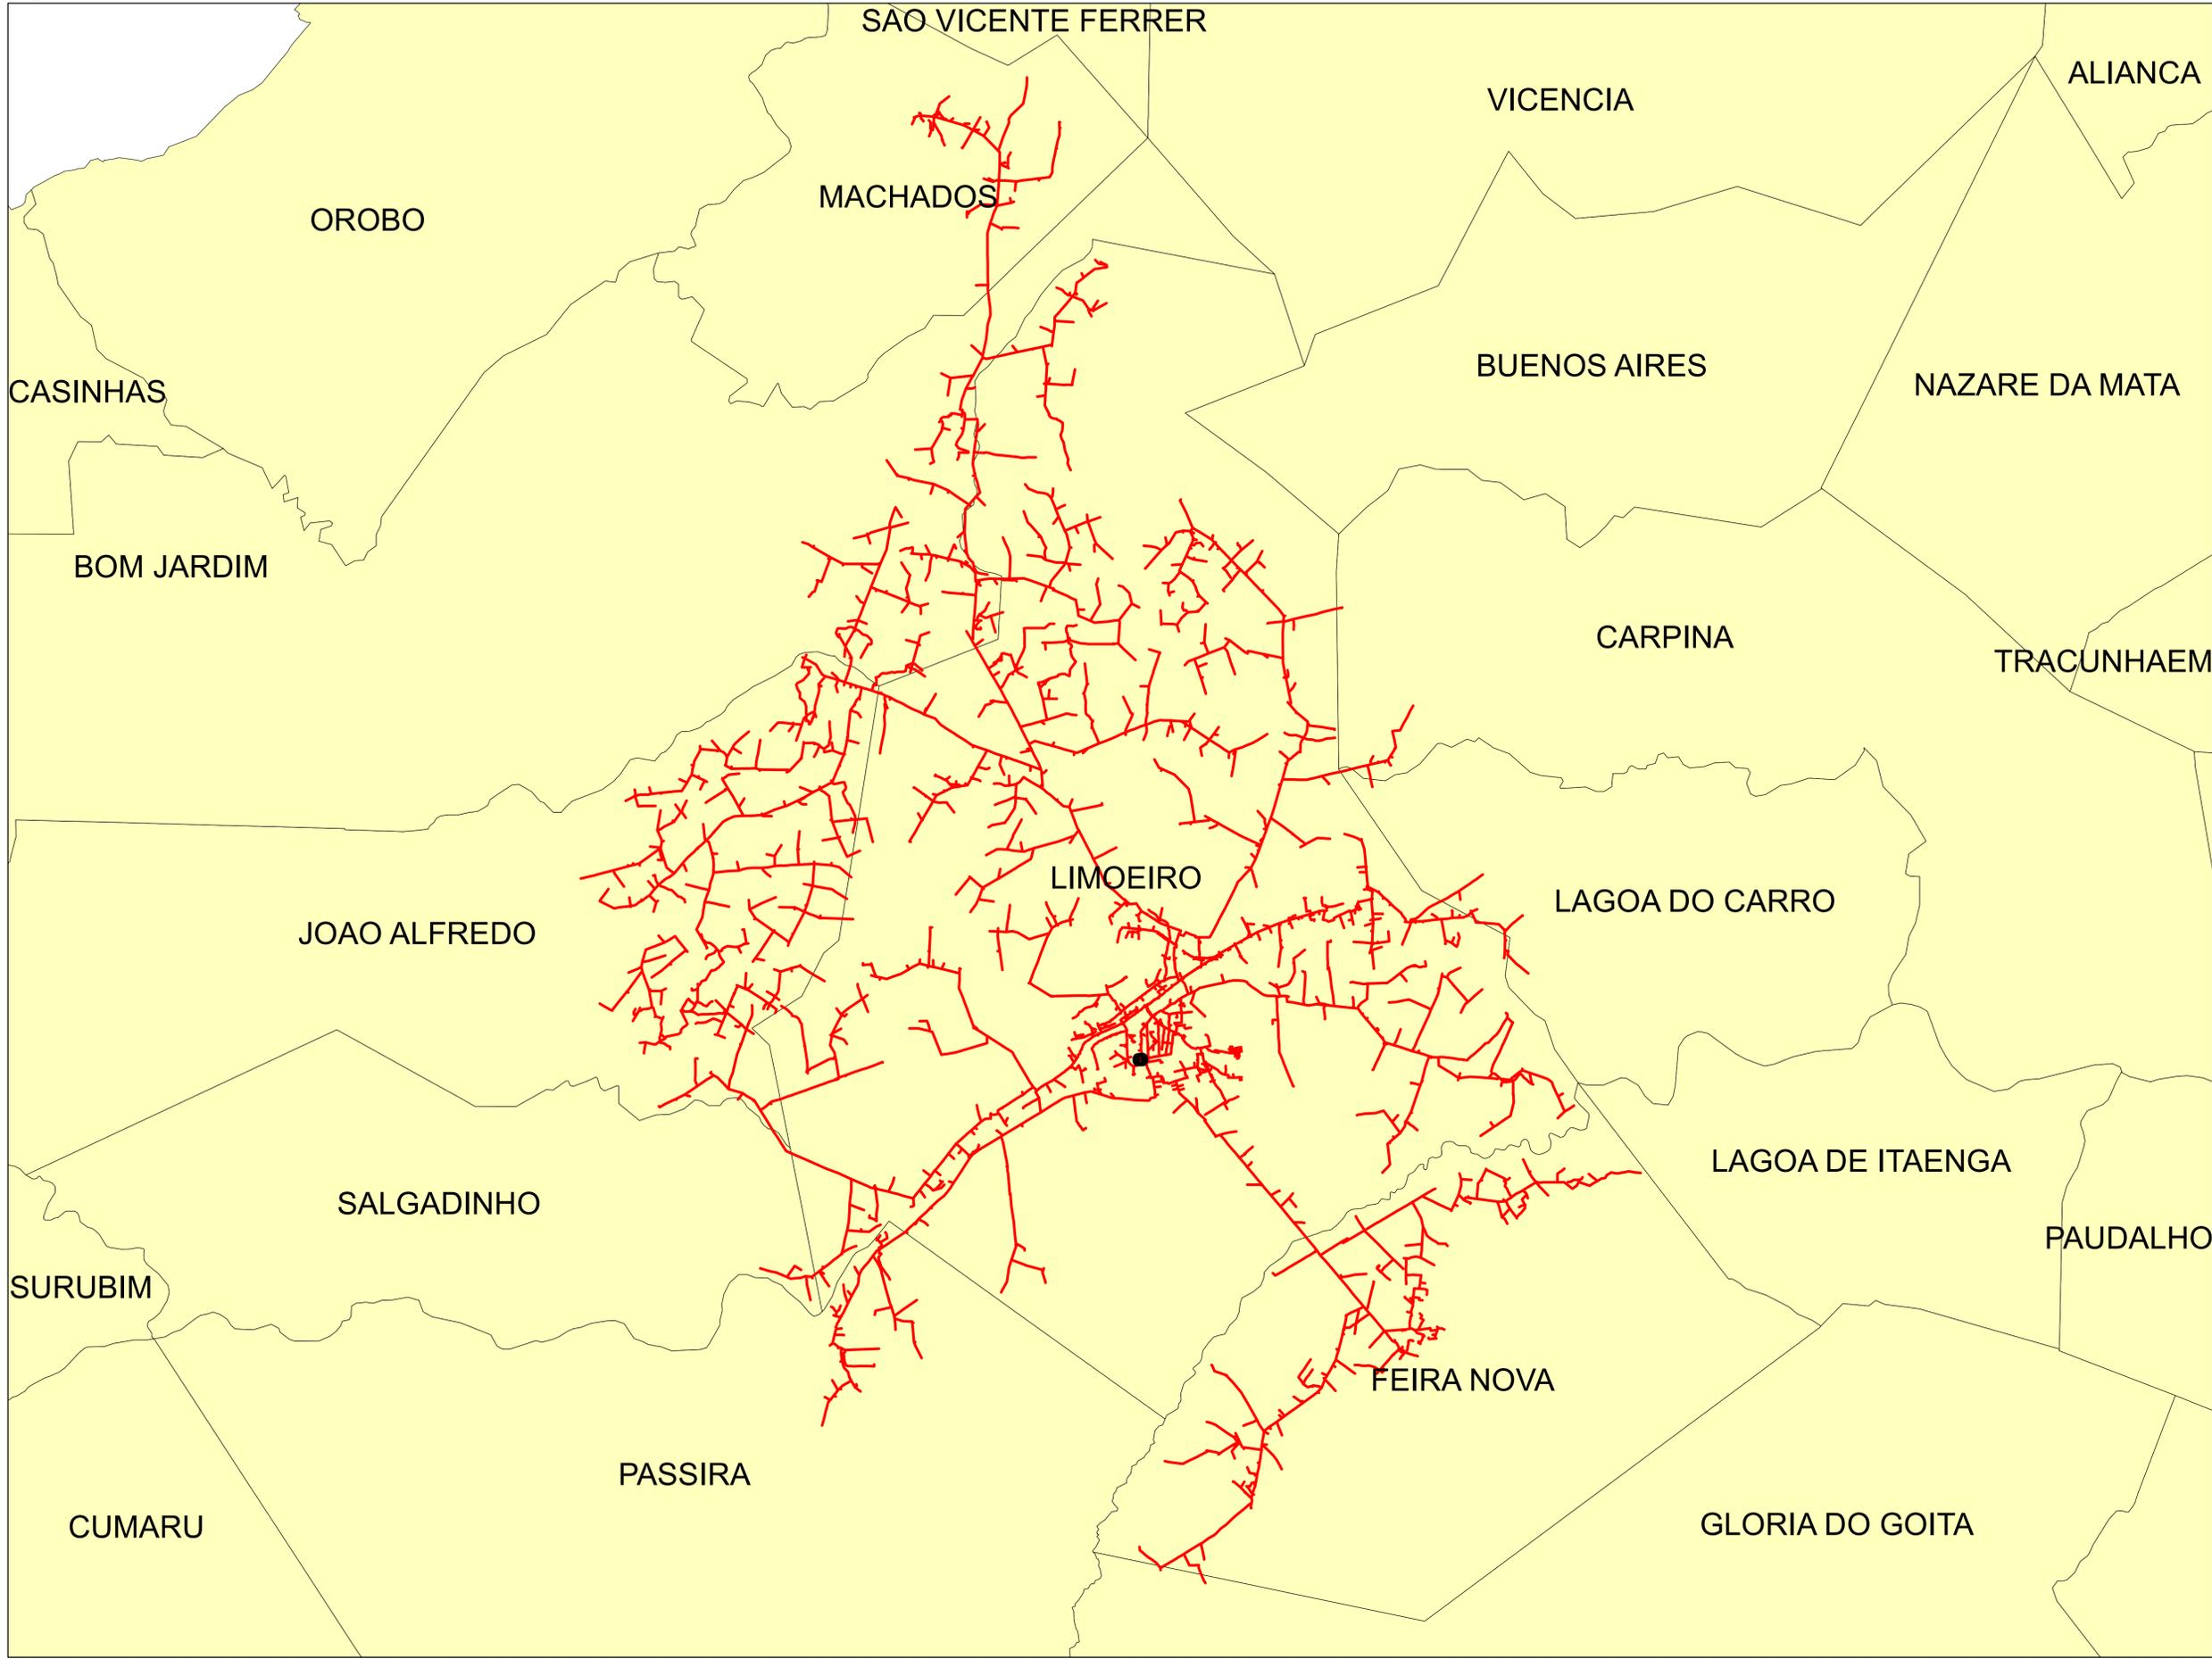 SAO VICENTE FERRER
ALIANCA
VICENCIA
MACHADOS
OROBO
BUENOS AIRES
NAZARE DA MATA
CASINHAS
BOM JARDIM
CARPINA
TRACUNHAEM
LIMOEIRO
LAGOA DO CARRO
JOAO ALFREDO
LAGOA DE ITAENGA
SALGADINHO
PAUDALHO
SURUBIM
FEIRA NOVA
PASSIRA
GLORIA DO GOITA
CUMARU